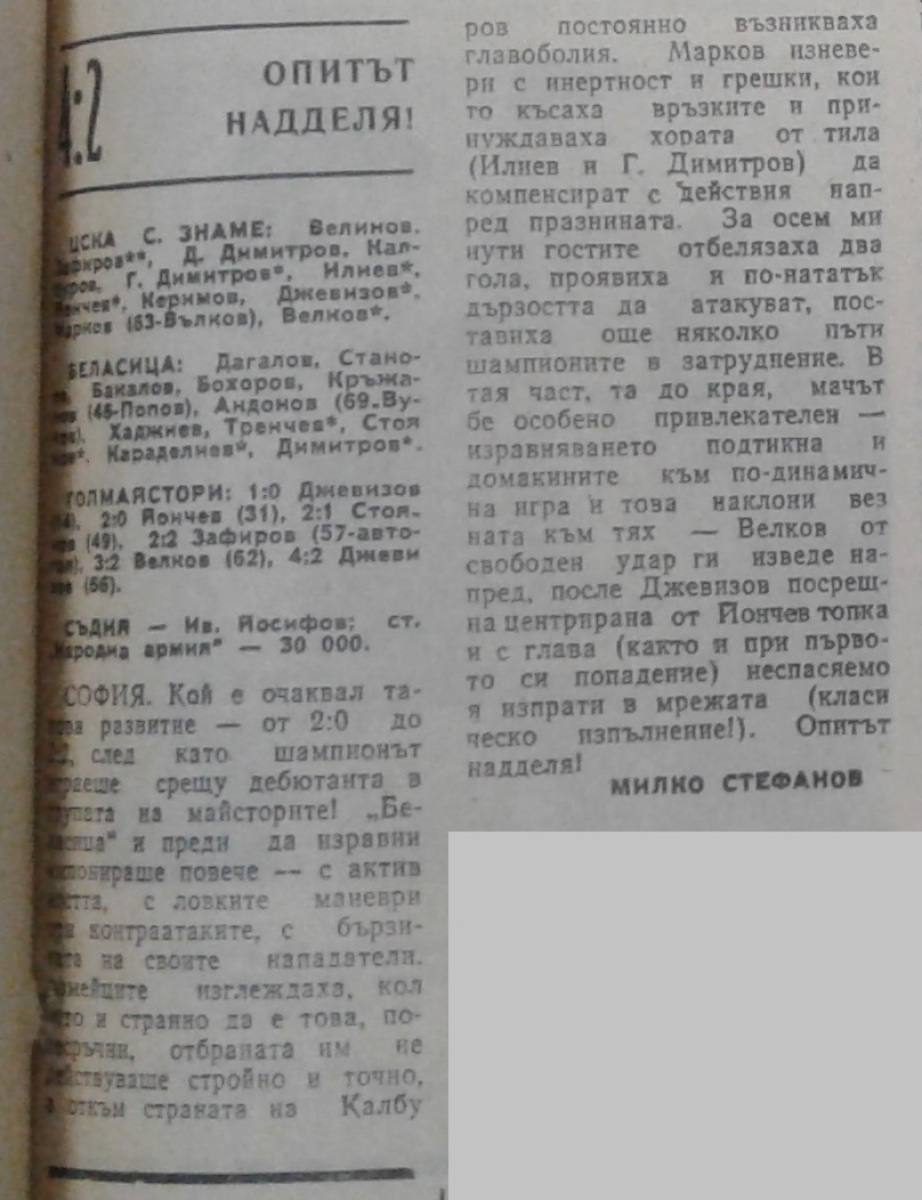 4:2
ОПИТЪТ
НАДДЕЛЯ!
ЦСКА С. ЗНАМЕ: Велинов,
Зафиров**, Д. Димитров, Кал-
Г. Димитров*, Илиев*,
Керимов, Джевизов*,
Марков (63-Вълков), Велков*.
БЕЛАСИЦА: Дагалов, Стано-
Бакалов, Бохоров, Кръжа-
(46-Попов), Андонов (69-Ву-
Хаджиев, Тренчев*, Стоя
Караделиев*, Димитров*.
ГОЛМАЙСТОРИ: 1:0 Джевизов
2:0 Йончев (31), 2:1 Стоя-
(49), 2:2 Зафиров (57-авто-
3:2 Велков (62), 4:2 Джеви
(66).
СЪДИЯ — Ив. Йосифов; ст.
„Народна армия" — 30 000.
СОФИЯ. Кой е очаквал та-
развитие — от 2:0 до
след като шампионът
играеше срещу дебютанта в
групата на майсторите! „Бе-
ласица" и преди да изравни
импонираше повече — с актив
с ловките маневри
контраатаките, с бързи-
на своите нападатели.
изглеждаха, кол
и странно да е това, по-
отбраната им не
действуваше стройно и точно,
откъм страната на Калбу
ров постоянно възникваха
главоболия. Марков изневе-
ри с инертност и грешки, кои
то късаха връзките и при-
нуждаваха хората от тила
(Илиев и Г. Димитров) да
компенсират с действия нап-
ред празнината. За осем ми
нути гостите отбелязаха два
гола, проявиха и по-нататък
дързостта да атакуват, пос-
тавиха още няколко пъти
шампионите в затруднение. В
тая част, та до края, мачът
бе особено привлекателен —
изравняването подтикна и
домакините към по-динамич-
на игра и това наклони вез
ната към тях — Велков от
свободен удар ги изведе на-
пред, после Джевизов посрещ-
на центрирана от Йончев топка
и с глава (както и при първо-
то си попадение) неспасяемо
я изпрати в мрежата (класи
ческо изпълнение!). Опитът
надделя!
МИЛКО СТЕФАНОВ